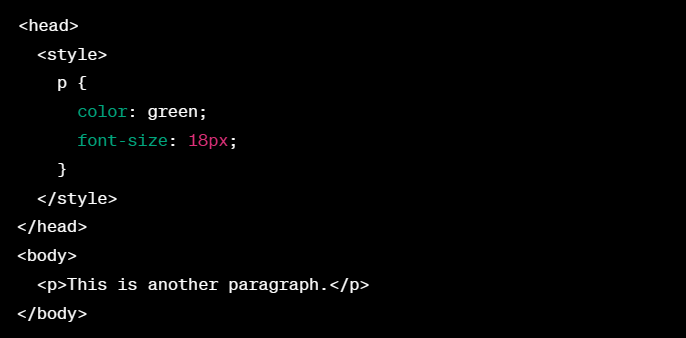 <head>
  <style>
    p {
      color: green;
      font-size: 18px;
    }
  </style>
</head>
<body>
  <p>This is another paragraph.</p>
</body>